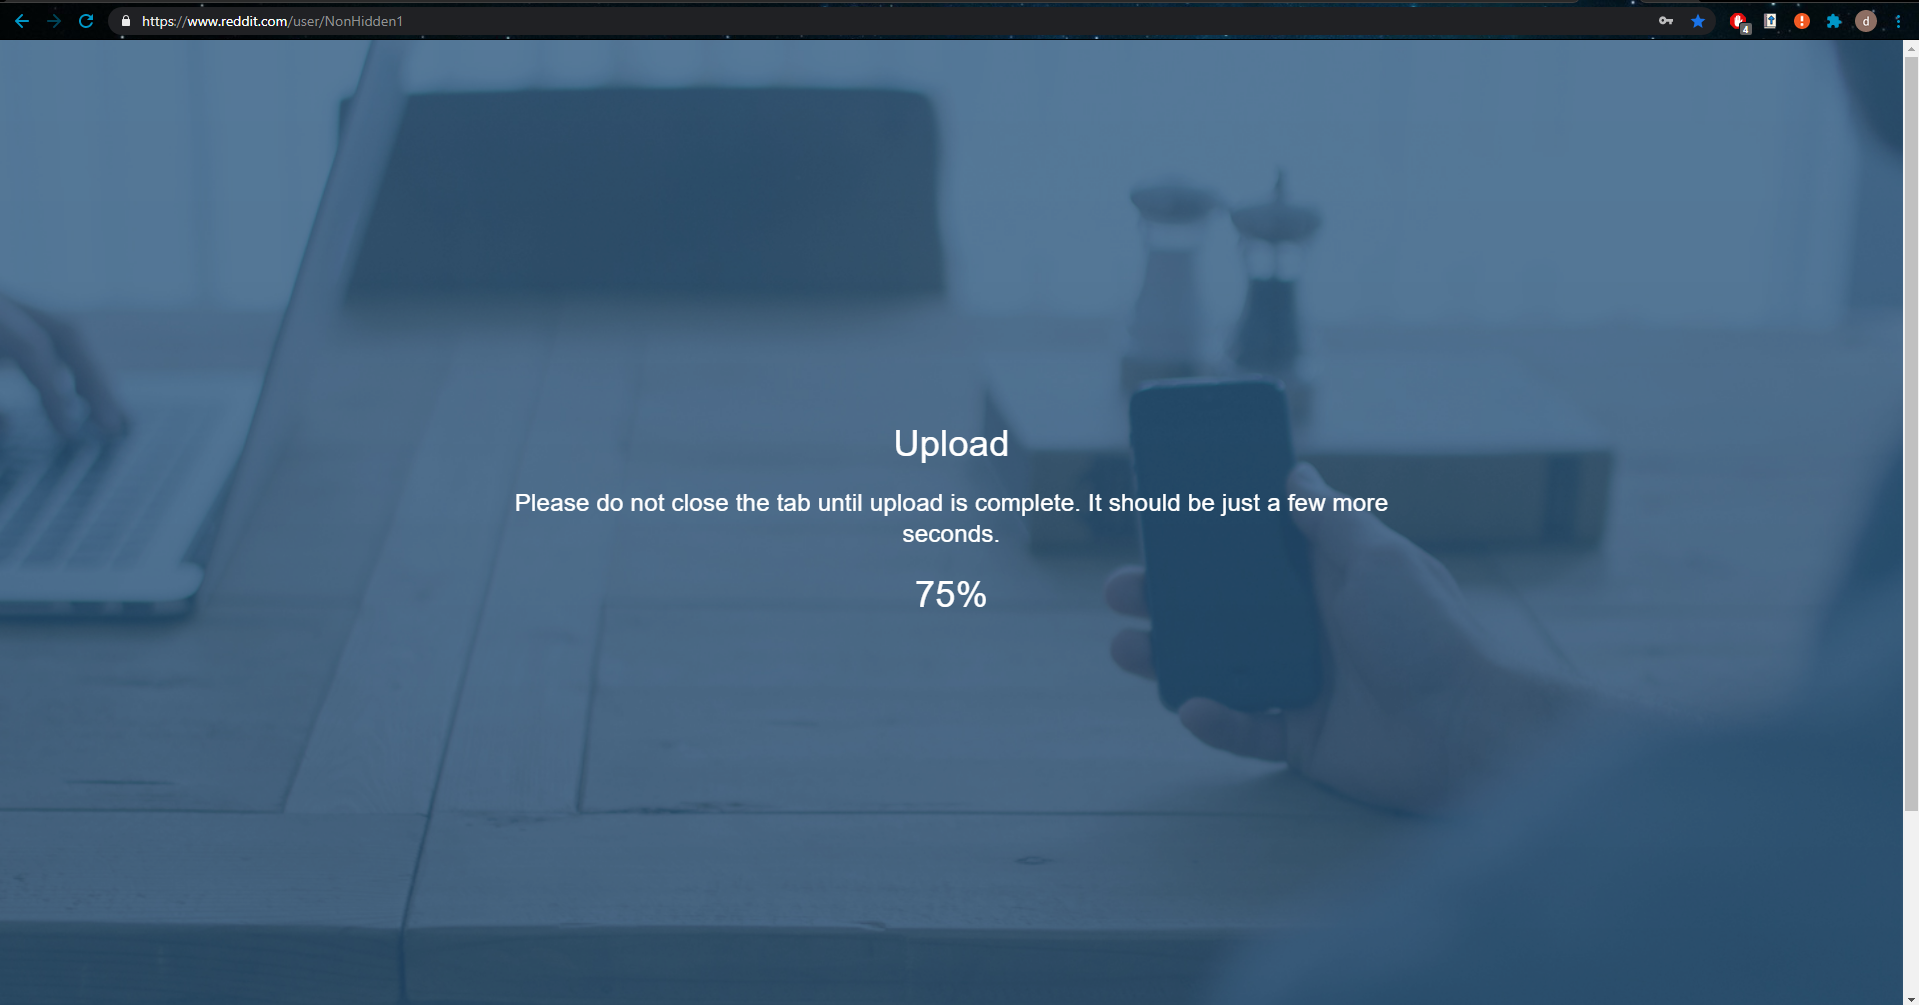 https://www.reddit.com/user/NonHidden1
4
d
Upload
Please do not close the tab until upload is complete. It should be just a few more
seconds.
75%